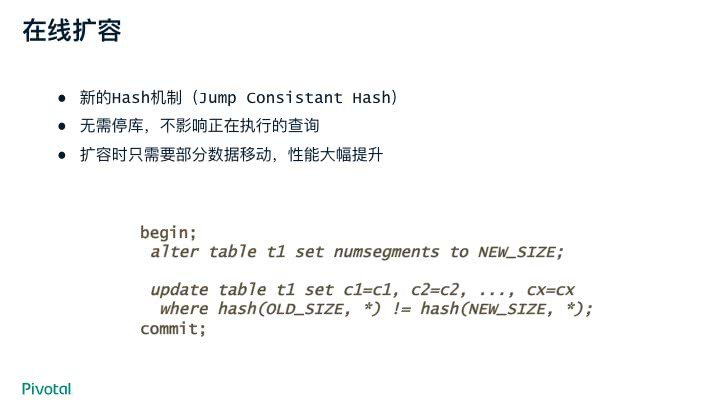 在线扩容
● 新的Hash机制（Jump Consistant Hash）
● 无需停库，不影响正在执行的查询
● 扩容时只需要部分数据移动，性能大幅提升
begin;
alter table t1 set numsegments to NEW_SIZE;
update table t1 set c1=c1, c2=c2, ..., cx=cx
where hash(OLD_SIZE, *) != hash(NEW_SIZE, *);
commit;
Pivotal